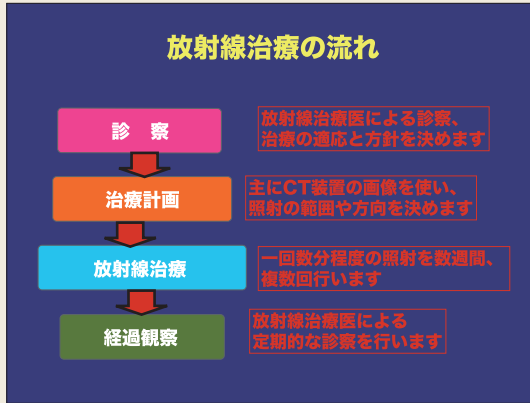 放射線治療の流れ
診 察
放射線治療医による診察、
治療の適応と方針を決めます
治療計画
主にCT装置の画像を使い、
照射の範囲や方向を決めます
放射線治療
一回数分程度の照射を数週間、
複数回行います
経過観察
放射線治療医による
定期的な診察を行います